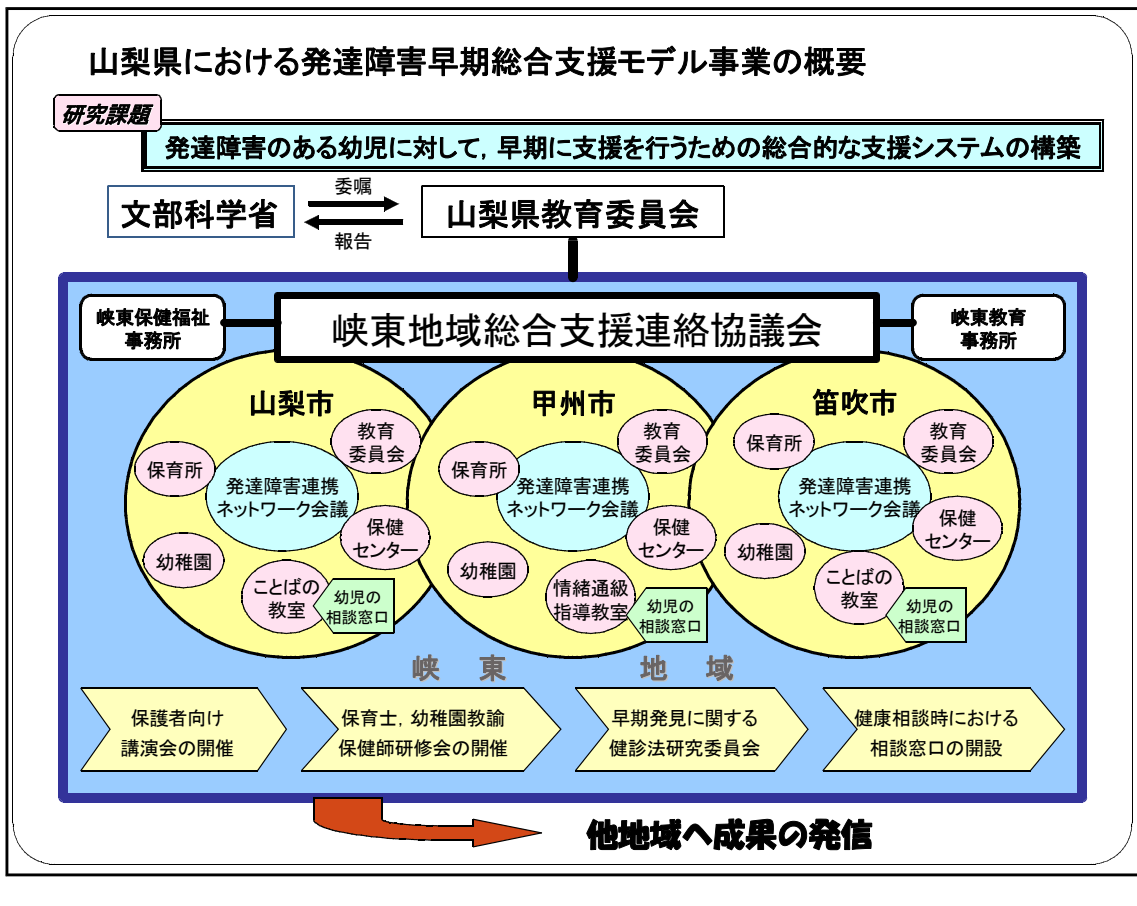 山梨県における発達障害早期総合支援モデル事業の概要
研究課題
発達障害のある幼児に対して，早期に支援を行うための総合的な支援システムの構築
文部科学省
委嘱
報告
山梨県教育委員会
峡東保健福祉
事務所
峡東地域総合支援連絡協議会
峡東教育
事務所
山梨市
教育
委員会
保育所
発達障害連携
ネットワーク会議
保健
センター
幼稚園
ことばの
教室
幼児の
相談窓口
甲州市
教育
委員会
保育所
発達障害連携
ネットワーク会議
保健
センター
幼稚園
情緒通級
指導教室
幼児の
相談窓口
笛吹市
教育
委員会
保育所
発達障害連携
ネットワーク会議
保健
センター
幼稚園
ことばの
教室
幼児の
相談窓口
峡東地域
保護者向け
講演会の開催
保育士，幼稚園教諭
保健師研修会の開催
早期発見に関する
健診法研究委員会
健康相談時における
相談窓口の開設
他地域へ成果の発信